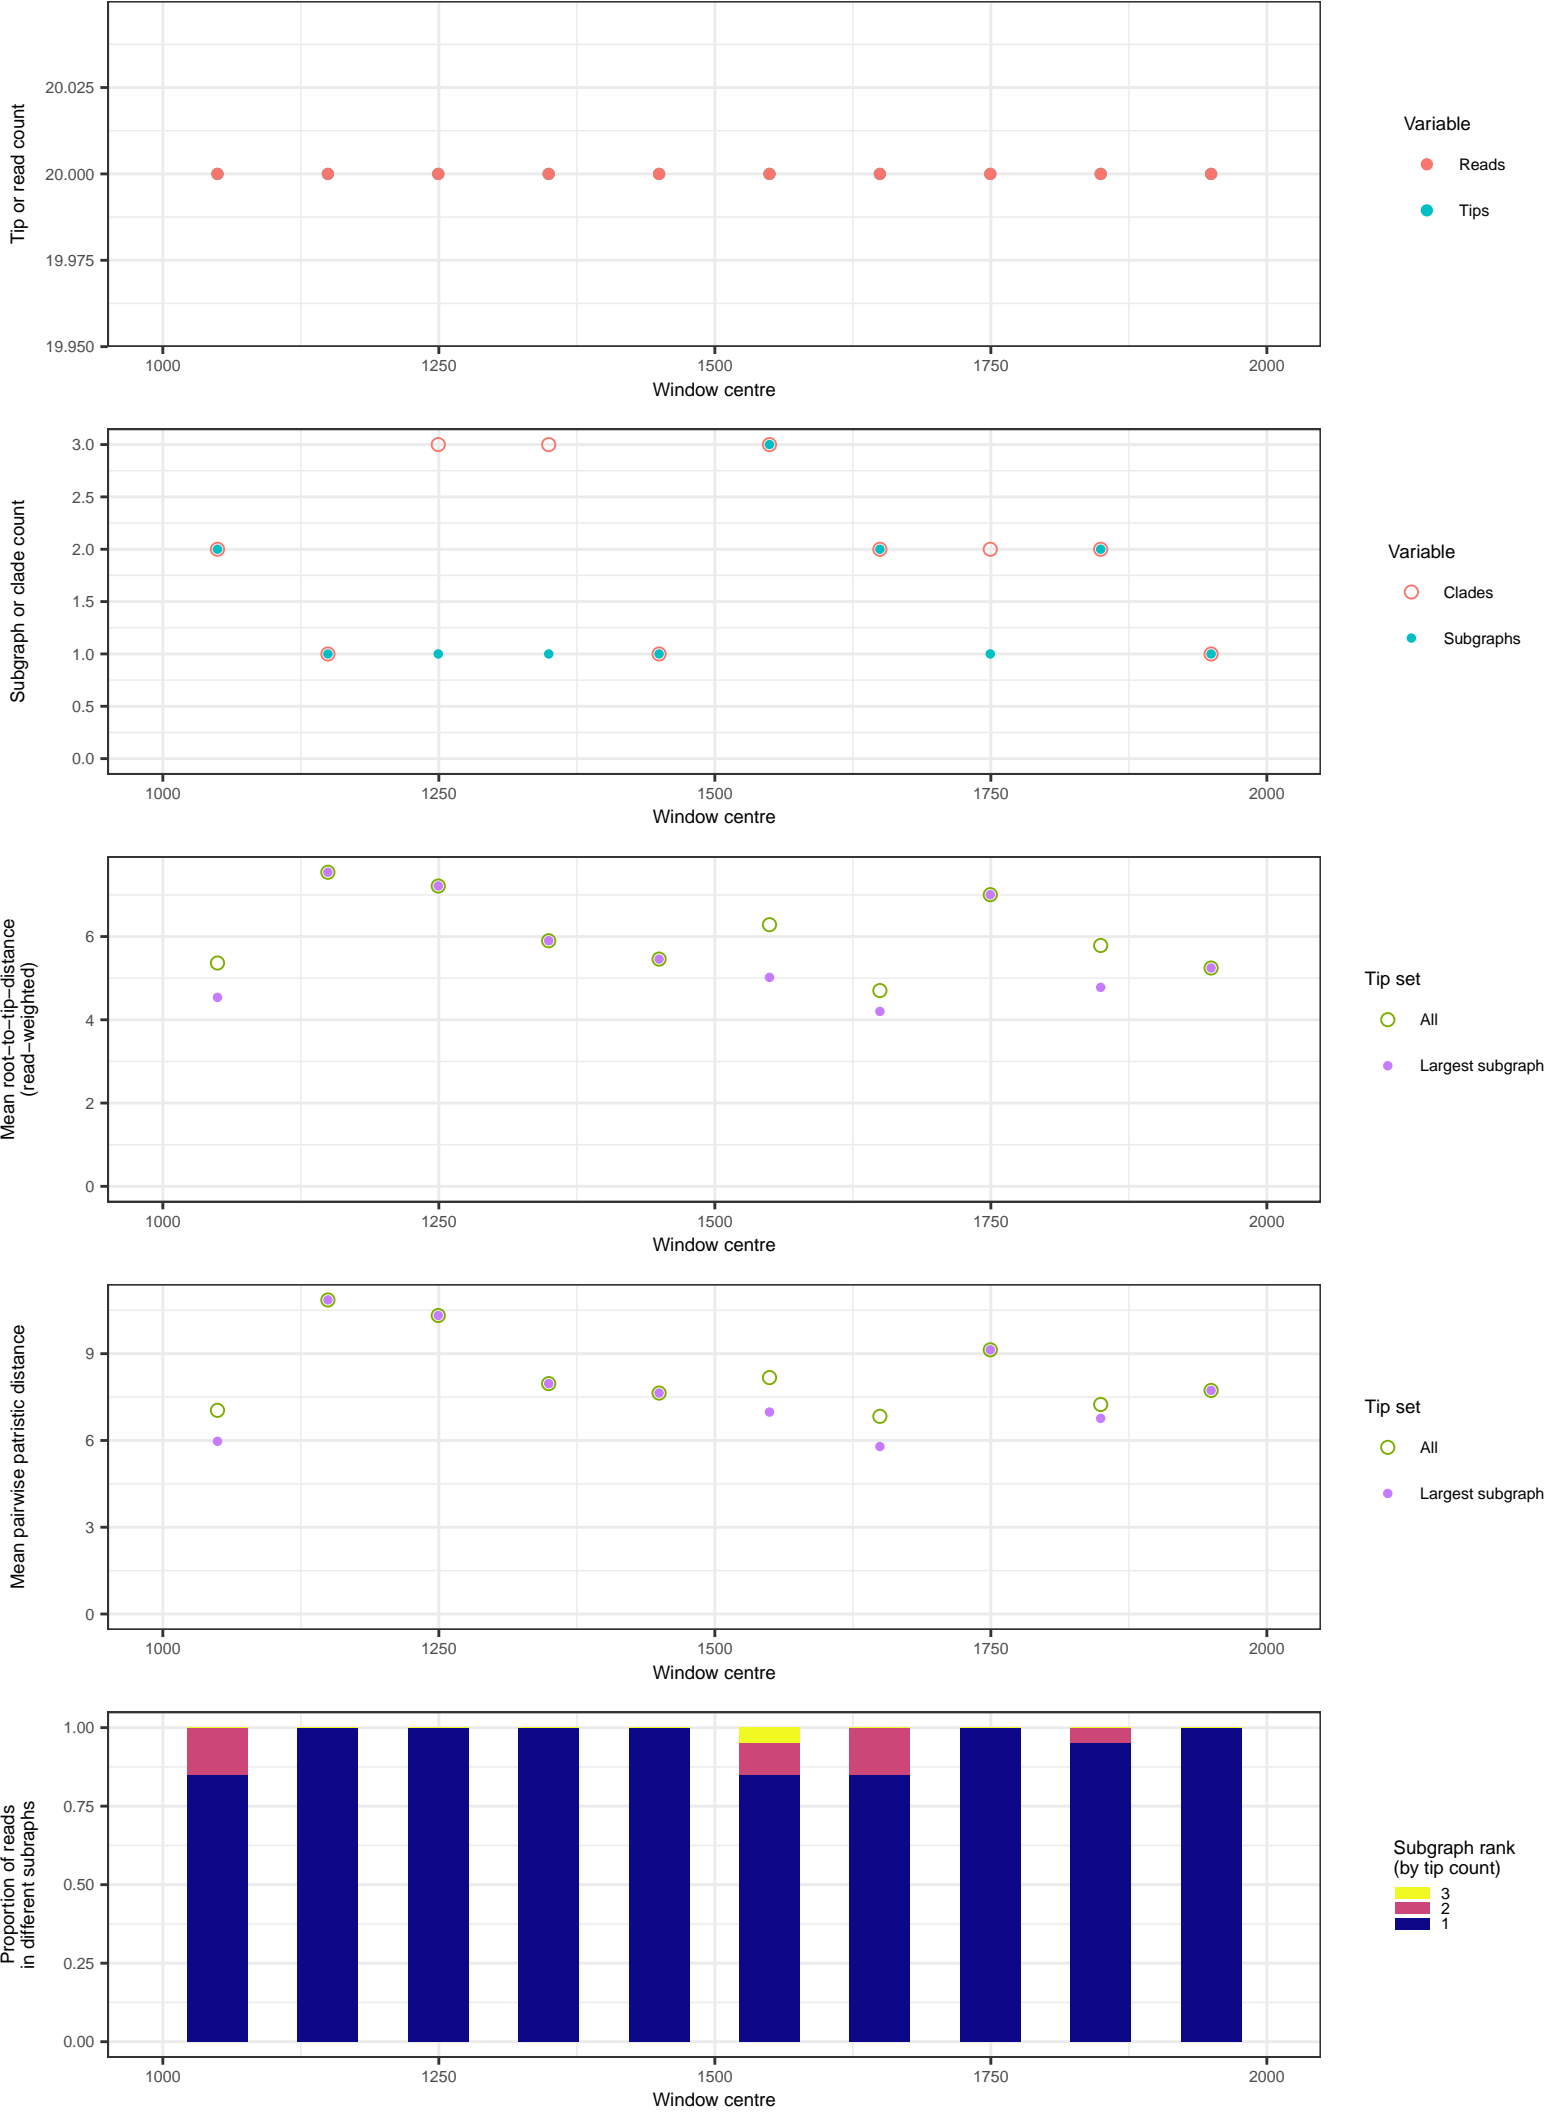 Tip or read count
20.025
20.000
19.975
19.950
1000 1250 1500 1750 2000
Window centre
Variable
Reads
Tips
Subgraph or clade count
3.0
2.5
2.0
1.5
1.0
0.5
0.0
1000 1250 1500 1750 2000
Window centre
Variable
Clades
Subgraphs
Mean root−to−tip−distance
(read−weighted)
6
4
2
0
1000 1250 1500 1750 2000
Window centre
Tip set
All
Largest subgraph
Mean pairwise patristic distance
9
6
3
0
1000 1250 1500 1750 2000
Window centre
Tip set
All
Largest subgraph
Proportion of reads
in different subraphs
1.00
0.75
0.50
0.25
0.00
1000 1250 1500 1750 2000
Window centre
Subgraph rank
(by tip count)
3
2
1